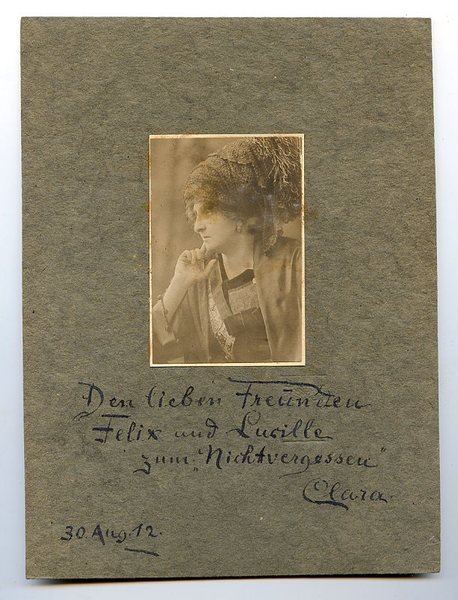 Den lieben Freunden
Felix und Lucille
zum "Nichtvergessen"
Clara.
30. Aug. 12.